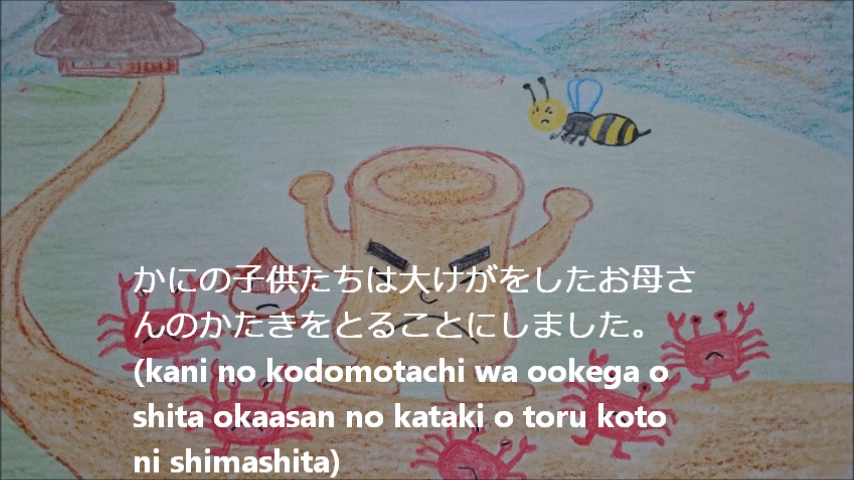 かにの子供たちは大けがをしたお母さ
んのかたきをとることにしました。
(kani no kodomotachi wa ookega o
shita okaasan no kataki o toru koto
ni shimashita)